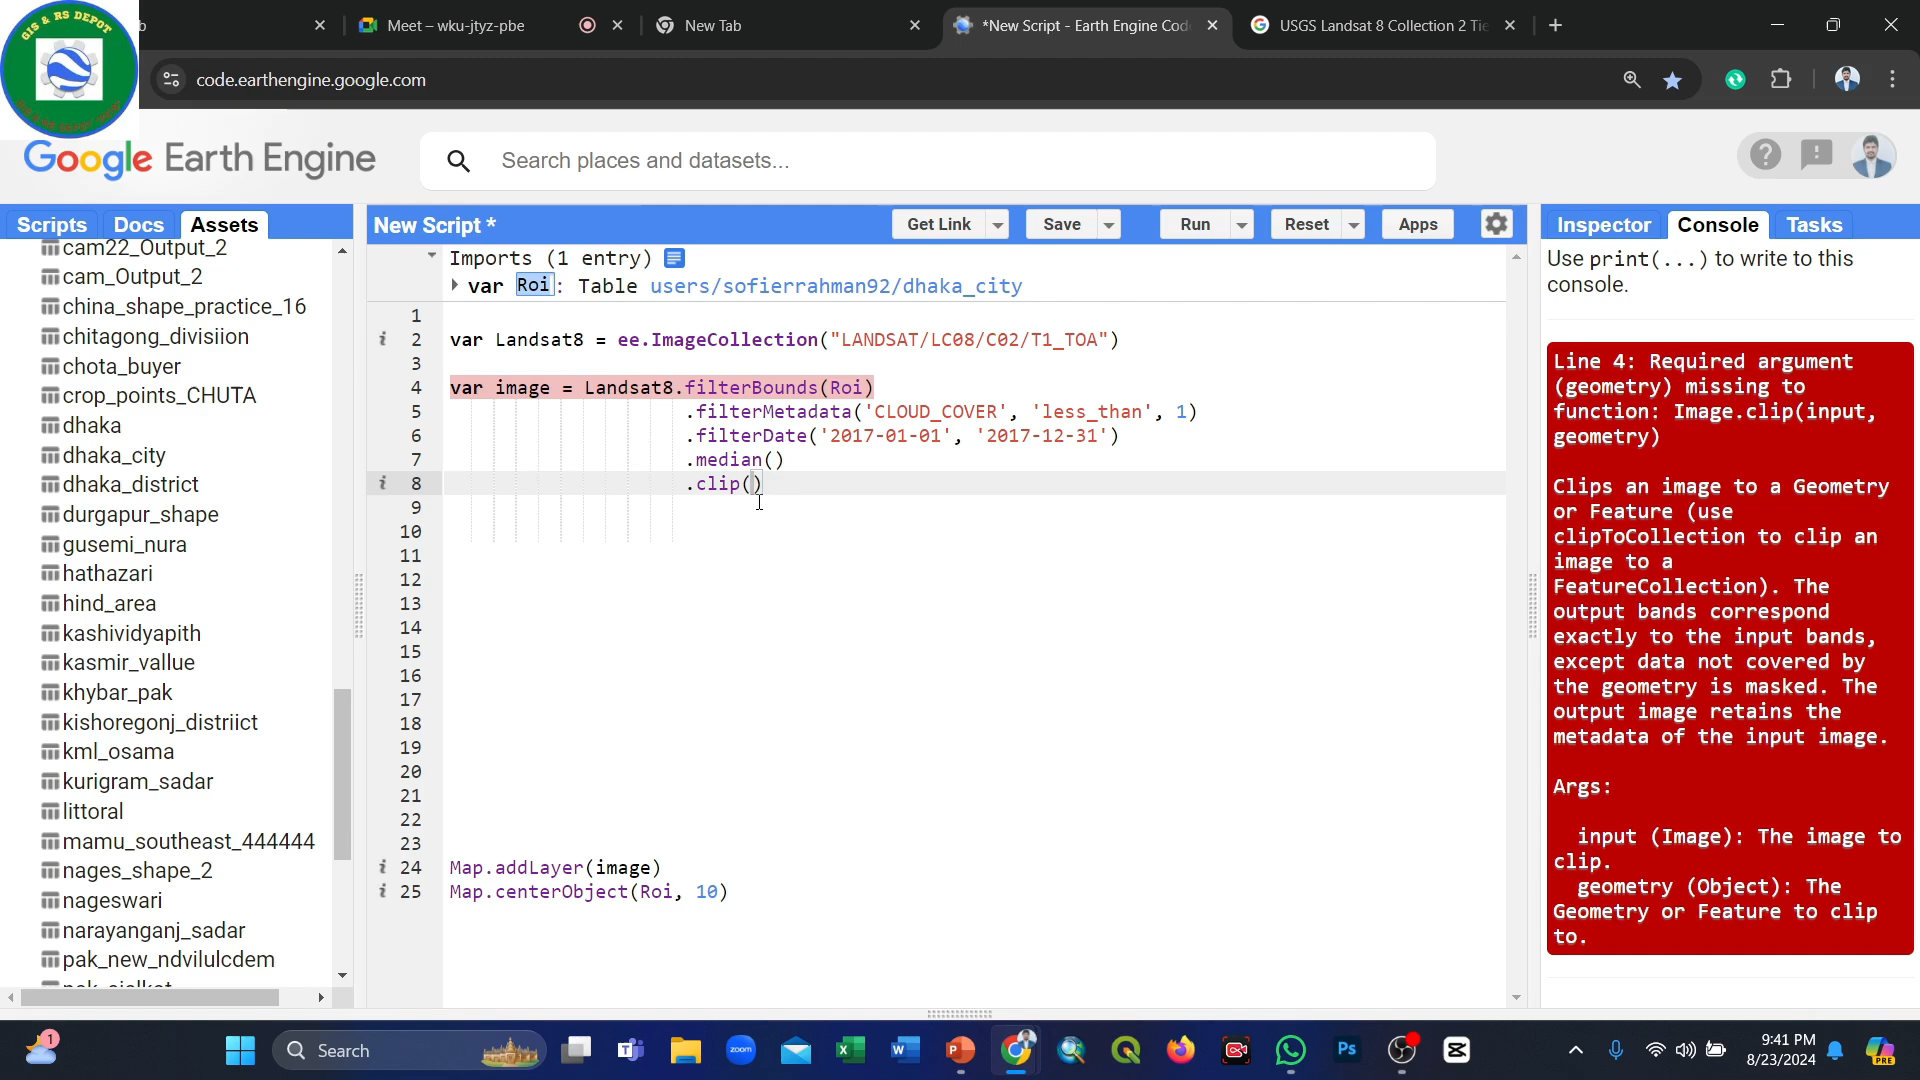 GIS & RS DEPOT
Meet – wku-jtyz-pbe
New Tab
*New Script - Earth Engine Cod
USGS Landsat 8 Collection 2 Tie
code.earthengine.google.com
Google Earth Engine
Search places and datasets...
Scripts
Docs
Assets
New Script *
Get Link
Save
Run
Reset
Apps
Inspector
Console
Tasks
cam22_Output_2
cam_Output_2
china_shape_practice_16
chitagong_divisiion
chota_buyer
crop_points_CHUTA
dhaka
dhaka_city
dhaka_district
durgapur_shape
gusemi_nura
hathazari
hind_area
kashividyapith
kasmir_vallue
khybar_pak
kishoregonj_distriict
kml_osama
kurigram_sadar
littoral
mamu_southeast_444444
nages_shape_2
nageswari
narayanganj_sadar
pak_new_ndvilulcdem
Imports (1 entry)
var Roi: Table users/sofierrahman92/dhaka_city
1
i 2 var Landsat8 = ee.ImageCollection("LANDSAT/LC08/C02/T1_TOA")
3
4 var image = Landsat8.filterBounds(Roi)
5 .filterMetadata('CLOUD_COVER', 'less_than', 1)
6 .filterDate('2017-01-01', '2017-12-31')
7 .median()
i 8 .clip()
9
10
11
12
13
14
15
16
17
18
19
20
21
22
23
i 24 Map.addLayer(image)
i 25 Map.centerObject(Roi, 10)
Use print(...) to write to this
console.
Line 4: Required argument
(geometry) missing to
function: Image.clip(input,
geometry)
Clips an image to a Geometry
or Feature (use
clipToCollection to clip an
image to a
FeatureCollection). The
output bands correspond
exactly to the input bands,
except data not covered by
the geometry is masked. The
output image retains the
metadata of the input image.
Args:
input (Image): The image to
clip.
geometry (Object): The
Geometry or Feature to clip
to.
1
Search
zoom
Ps
9:41 PM
8/23/2024
PRE